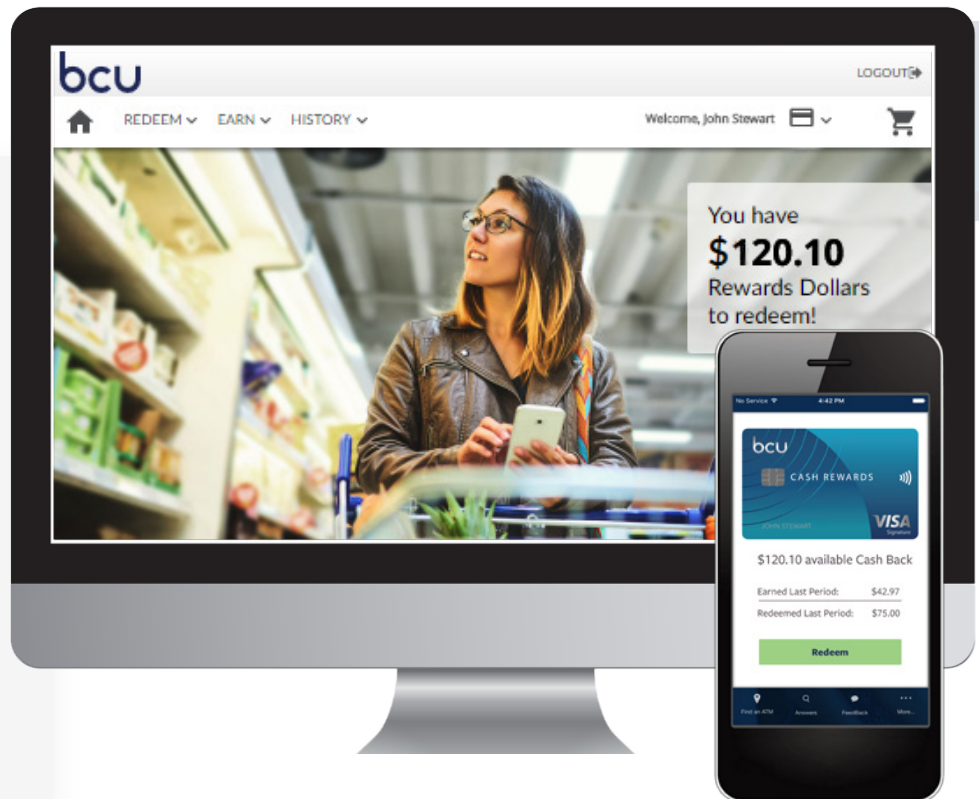 bcu
LOGOUT
REDEEM EARN HISTORY Welcome, John Stewart
You have
$120.10
Rewards Dollars
to redeem!
No Service 4:42 PM
bcu
CASH REWARDS
JOHN STEWART
VISA
Signature
$120.10 available Cash Back
Earned Last Period: $42.97
Redeemed Last Period: $75.00
Redeem
Find an ATM Answers Feedback More...